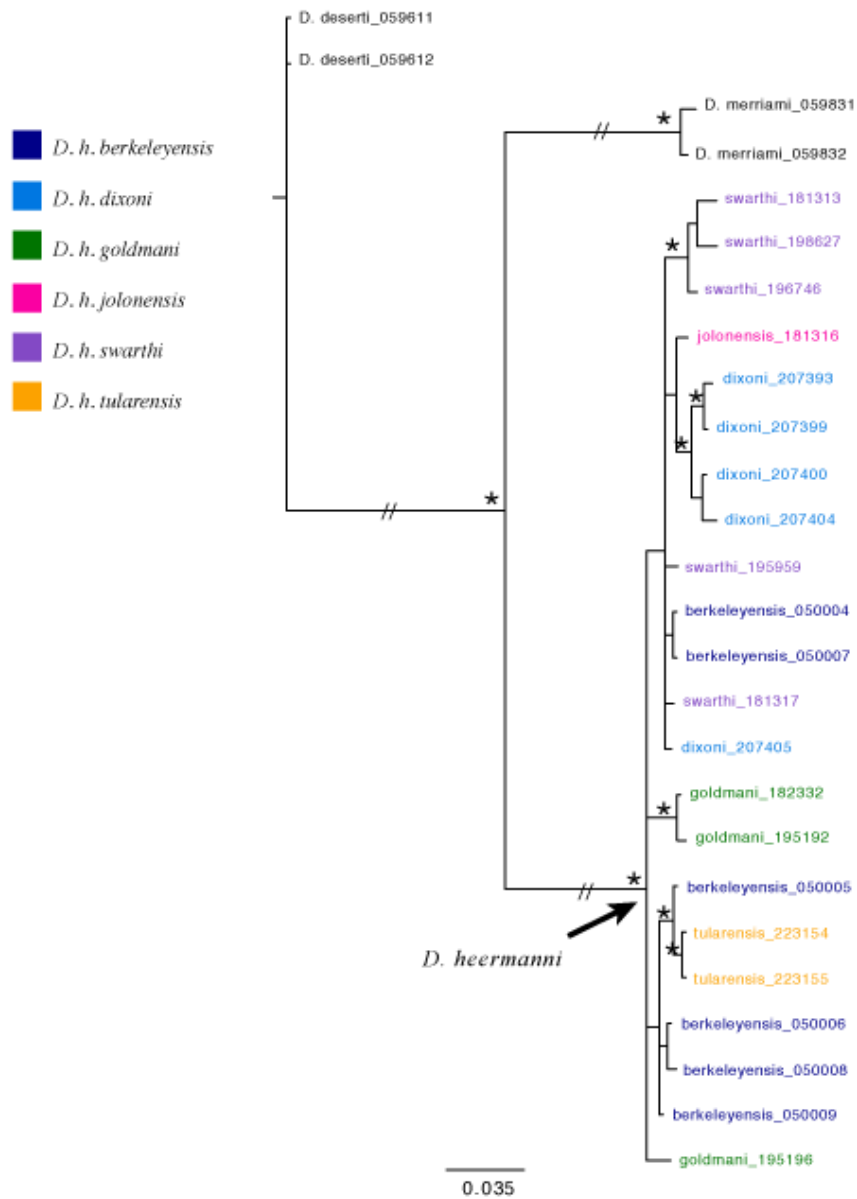 D. deserti_059611
D. deserti_059612
D. merriami_059831
D. merriami_059832
D. h. berkeleyensis
D. h. dixoni
D. h. goldmani
D. h. jolonensis
D. h. swarthi
D. h. tularensis
*
*
swarthi_181313
swarthi_198627
swarthi_196746
jolonensis_181316
*
dixoni_207393
dixoni_207399
*
dixoni_207400
dixoni_207404
*
swarthi_195959
berkeleyensis_050004
berkeleyensis_050007
swarthi_181317
dixoni_207405
goldmani_182332
*
goldmani_195192
*
berkeleyensis_050005
*
tularensis_223154
*
D. heermanni
tularensis_223155
berkeleyensis_050006
berkeleyensis_050008
berkeleyensis_050009
goldmani_195196
0.035